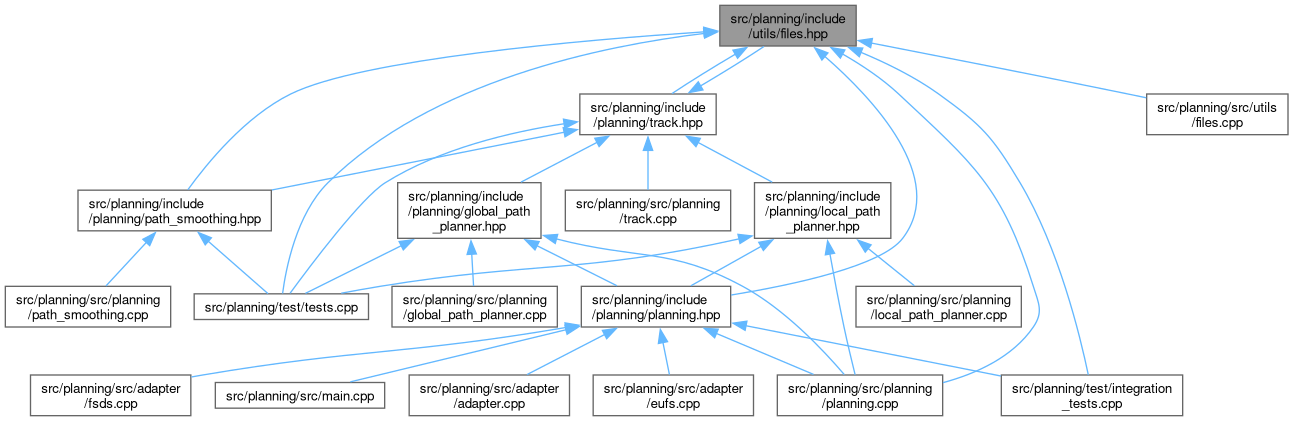 src/planning/include
/utils/files.hpp
src/planning/include
/planning/track.hpp
src/planning/src/utils
/files.cpp
src/planning/include
/planning/path_smoothing.hpp
src/planning/include
/planning/global_path
_planner.hpp
src/planning/src/planning
/track.cpp
src/planning/include
/planning/local_path
_planner.hpp
src/planning/src/planning
/path_smoothing.cpp
src/planning/test/tests.cpp
src/planning/src/planning
/global_path_planner.cpp
src/planning/include
/planning/planning.hpp
src/planning/src/planning
/local_path_planner.cpp
src/planning/src/adapter
/fsds.cpp
src/planning/src/main.cpp
src/planning/src/adapter
/adapter.cpp
src/planning/src/adapter
/eufs.cpp
src/planning/src/planning
/planning.cpp
src/planning/test/integration
_tests.cpp